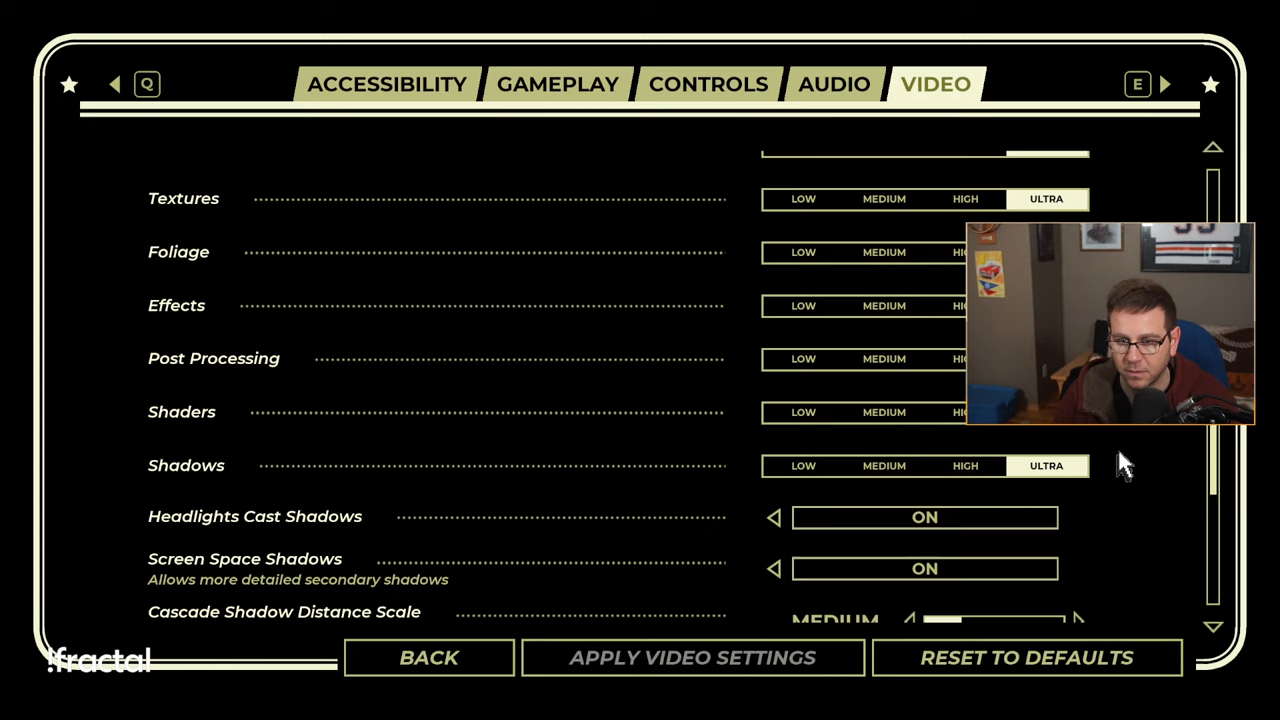 Q
ACCESSIBILITY
GAMEPLAY
CONTROLS
AUDIO
VIDEO
E
Textures
LOW MEDIUM HIGH ULTRA
Foliage
LOW MEDIUM
Effects
LOW MEDIUM
Post Processing
LOW MEDIUM
Shaders
LOW MEDIUM
Shadows
LOW MEDIUM HIGH ULTRA
Headlights Cast Shadows
ON
Screen Space Shadows
ON
Allows more detailed secondary shadows
Cascade Shadow Distance Scale
MEDIUM
!fractal
BACK
APPLY VIDEO SETTINGS
RESET TO DEFAULTS